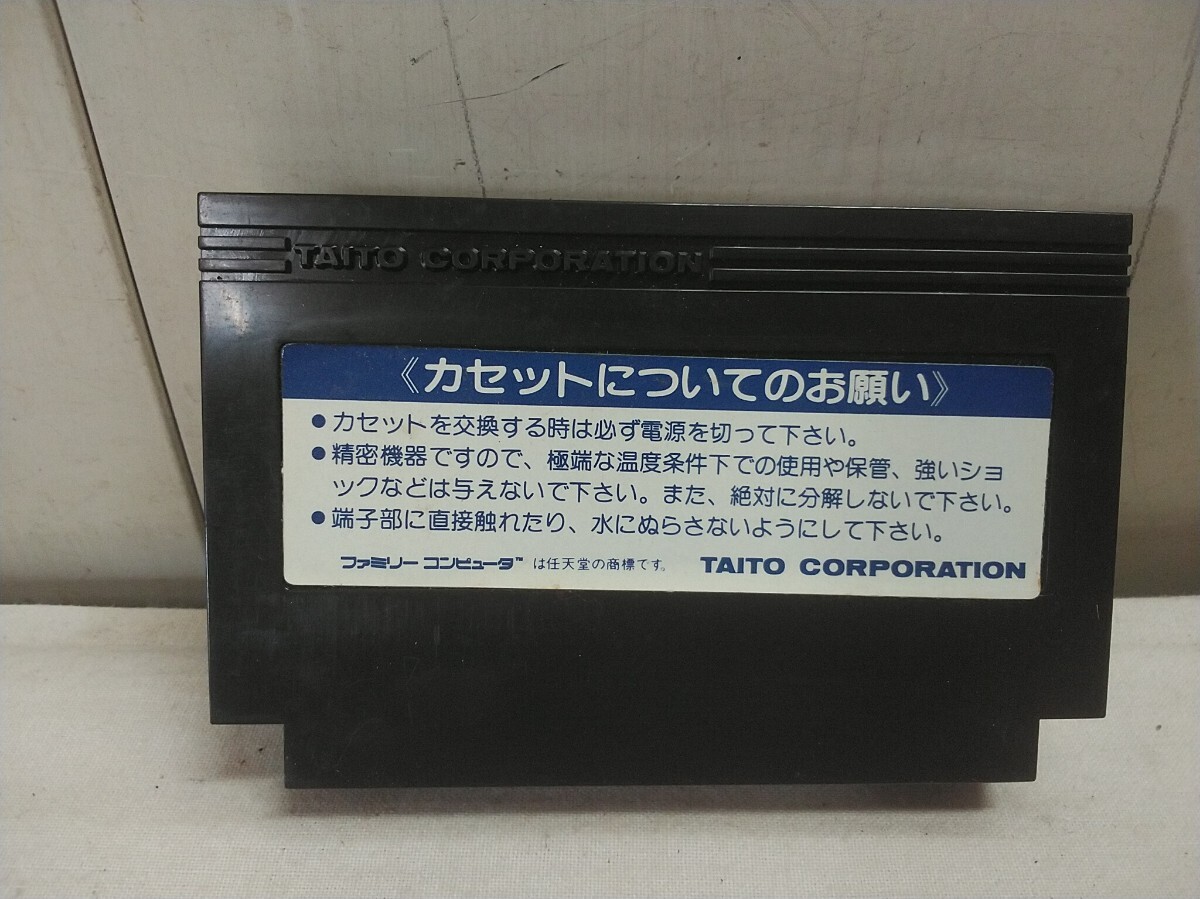 TAITO CORPORATION
《カセットについてのお願い》
●カセットを交換する時は必ず電源を切って下さい。
●精密機器ですので、極端な温度条件下での使用や保管、強いショ
ックなどは与えないで下さい。また、絶対に分解しないで下さい。
●端子部に直接触れたり、水にぬらさないようにして下さい。
ファミリーコンピュータ™ は任天堂の商標です。 TAITO CORPORATION